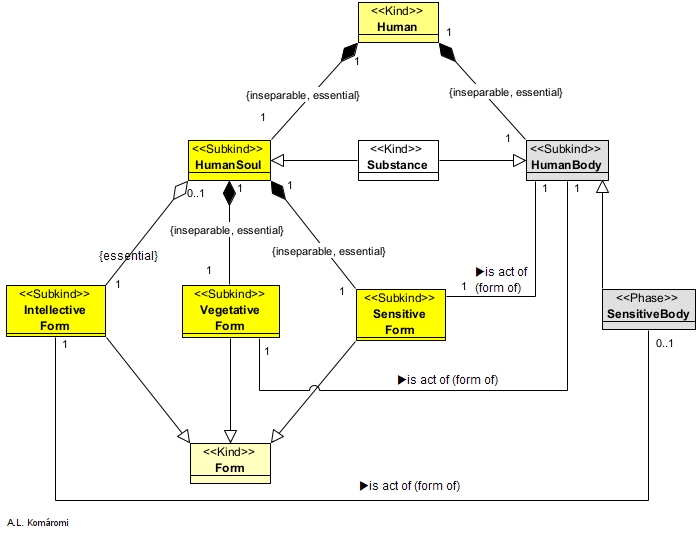 <<Kind>>
Human
1
1
{inseparable, essential}
{inseparable, essential}
1
1
<<Subkind>>
HumanSoul
<<Kind>>
Substance
<<Subkind>>
HumanBody
0..1
1
1
1
1
{inseparable, essential}
{essential}
{inseparable, essential}
1
1
1
1
▶is act of
(form of)
<<Subkind>>
Intellective
Form
<<Subkind>>
Vegetative
Form
<<Subkind>>
Sensitive
Form
<<Phase>>
SensitiveBody
1
1
0..1
▶is act of (form of)
<<Kind>>
Form
▶is act of (form of)
A.L. Komáromi